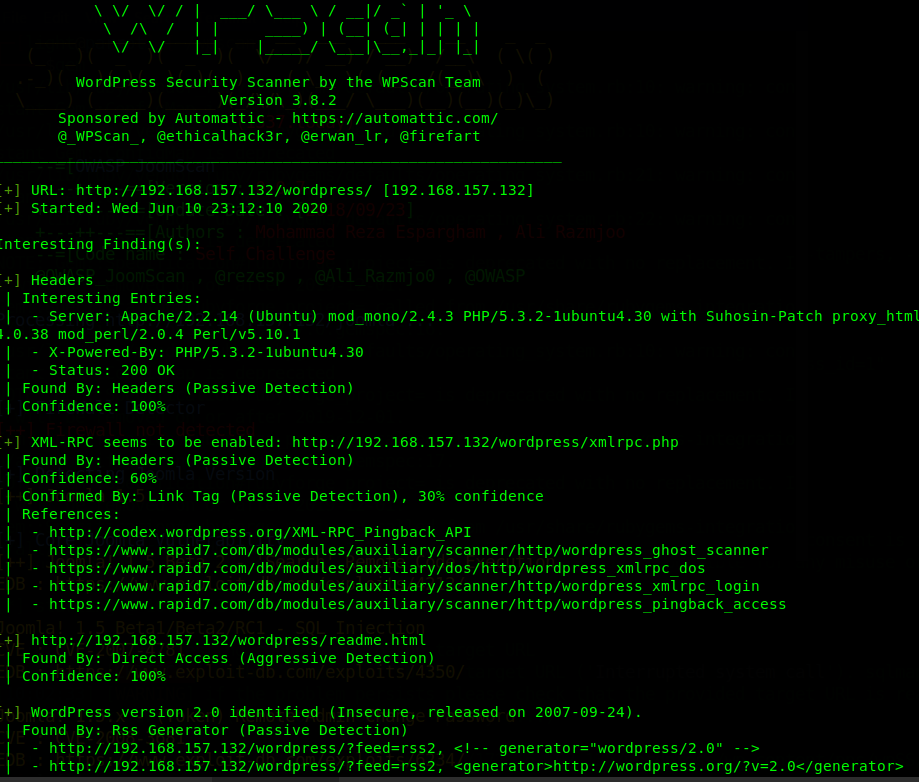 WordPress Security Scanner by the WPScan Team
Version 3.8.2
Sponsored by Automattic - https://automattic.com/
@_WPScan_, @ethicalhack3r, @erwan_lr, @firefart
[+] URL: http://192.168.157.132/wordpress/ [192.168.157.132]
[+] Started: Wed Jun 10 23:12:10 2020
Interesting Finding(s):
[+] Headers
| Interesting Entries:
|  - Server: Apache/2.2.14 (Ubuntu) mod_mono/2.4.3 PHP/5.3.2-1ubuntu4.30 with Suhosin-Patch proxy_html
4.0.38 mod_perl/2.0.4 Perl/v5.10.1
|  - X-Powered-By: PHP/5.3.2-1ubuntu4.30
|  - Status: 200 OK
| Found By: Headers (Passive Detection)
| Confidence: 100%
[+] XML-RPC seems to be enabled: http://192.168.157.132/wordpress/xmlrpc.php
| Found By: Headers (Passive Detection)
| Confidence: 60%
| Confirmed By: Link Tag (Passive Detection), 30% confidence
| References:
|  - http://codex.wordpress.org/XML-RPC_Pingback_API
|  - https://www.rapid7.com/db/modules/auxiliary/scanner/http/wordpress_ghost_scanner
|  - https://www.rapid7.com/db/modules/auxiliary/dos/http/wordpress_xmlrpc_dos
|  - https://www.rapid7.com/db/modules/auxiliary/scanner/http/wordpress_xmlrpc_login
|  - https://www.rapid7.com/db/modules/auxiliary/scanner/http/wordpress_pingback_access
[+] http://192.168.157.132/wordpress/readme.html
| Found By: Direct Access (Aggressive Detection)
| Confidence: 100%
[+] WordPress version 2.0 identified (Insecure, released on 2007-09-24).
| Found By: Rss Generator (Passive Detection)
|  - http://192.168.157.132/wordpress/?feed=rss2, <!-- generator="wordpress/2.0" -->
|  - http://192.168.157.132/wordpress/?feed=rss2, <generator>http://wordpress.org/?v=2.0</generator>